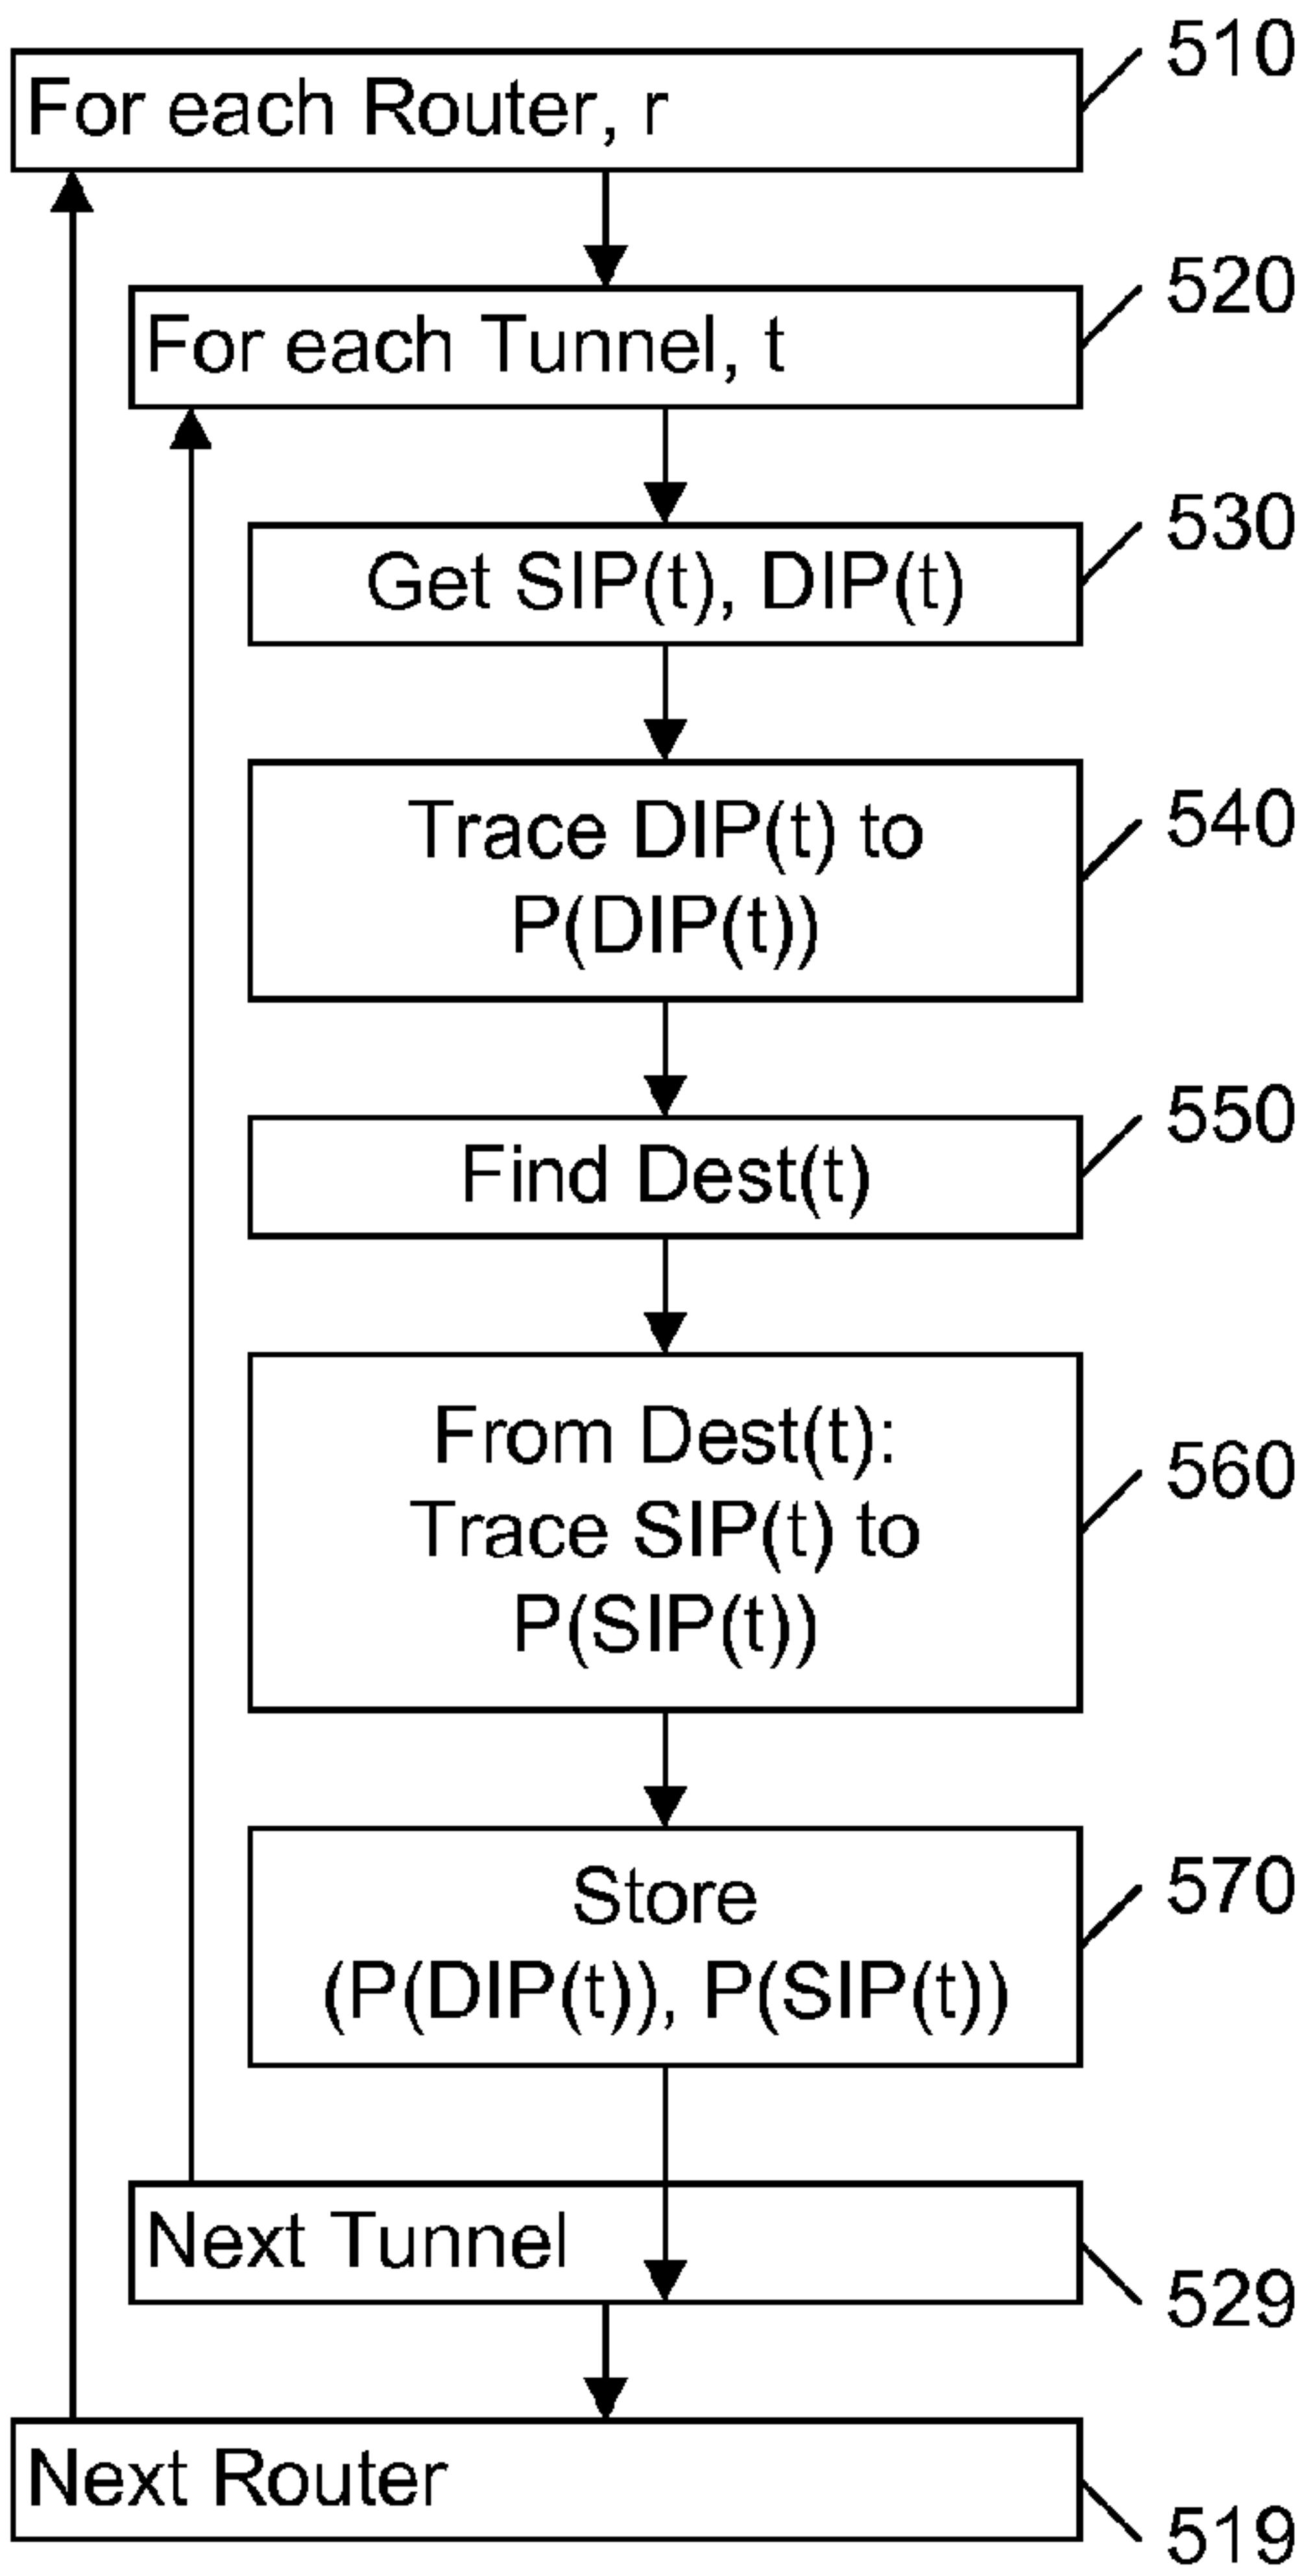 510
For each Router, r
520
For each Tunnel, t
530
Get SIP(t), DIP(t)
540
Trace DIP(t) to
P(DIP(t))
550
Find Dest(t)
560
From Dest(t):
Trace SIP(t) to
P(SIP(t))
570
Store
(P(DIP(t)), P(SIP(t))
Next Tunnel
529
Next Router
519